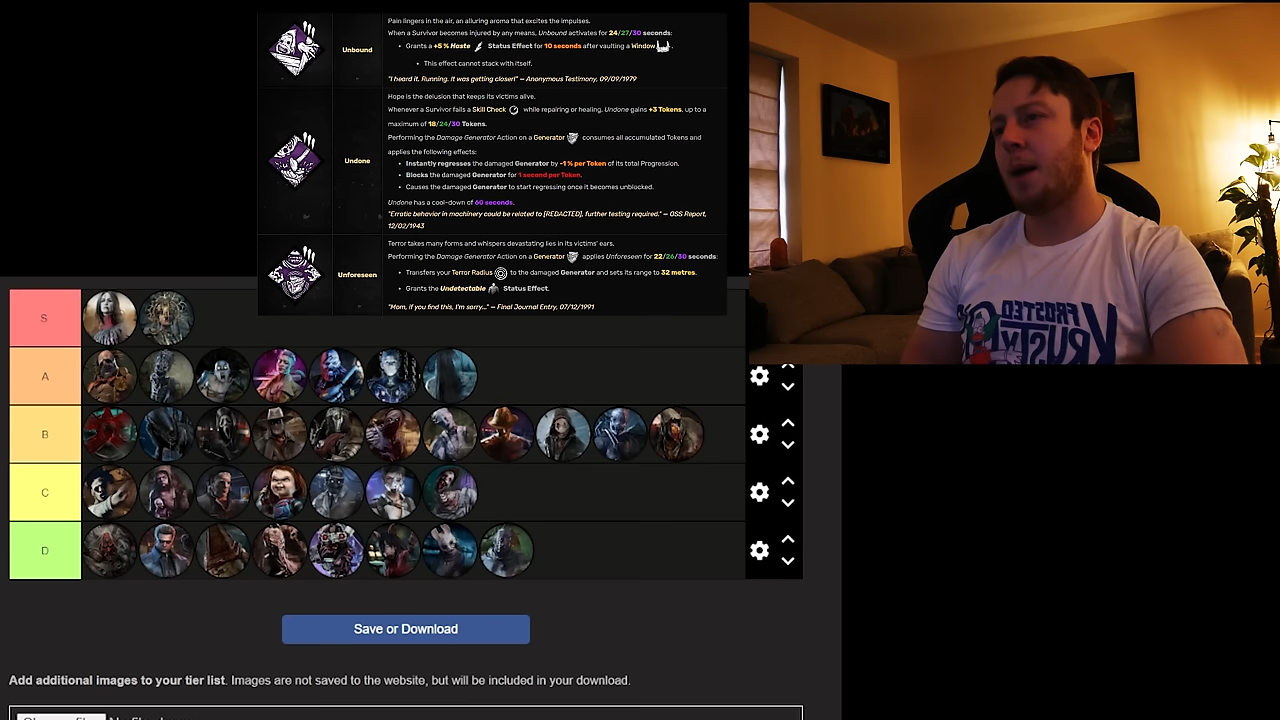 Pain lingers in the air, an alluring aroma that excites the impulses.
When a Survivor becomes injured by any means, Unbound activates for 24/27/30 seconds:
Unbound
• Grants a +5 % Haste Status Effect for 10 seconds after vaulting a Window.
• This effect cannot stack with itself.
"I heard it. Running. It was getting closer!" — Anonymous Testimony, 09/09/1979
Hope is the delusion that keeps its victims alive.
Whenever a Survivor fails a Skill Check while repairing or healing, Undone gains +3 Tokens, up to a
maximum of 18/24/30 Tokens.
Performing the Damage Generator Action on a Generator consumes all accumulated Tokens and
applies the following effects:
Undone
• Instantly regresses the damaged Generator by -1 % per Token of its total Progression.
• Blocks the damaged Generator for 1 second per Token.
• Causes the damaged Generator to start regressing once it becomes unblocked.
Undone has a cool-down of 60 seconds.
"Erratic behavior in machinery could be related to [REDACTED], further testing required." — OSS Report,
12/02/1943
Terror takes many forms and whispers devastating lies in its victims' ears.
Performing the Damage Generator Action on a Generator applies Unforeseen for 22/26/30 seconds:
Unforeseen
• Transfers your Terror Radius to the damaged Generator and sets its range to 32 metres.
• Grants the Undetectable Status Effect.
"Mom, if you find this, I'm sorry..." — Final Journal Entry, 07/12/1991
S
A
B
C
D
FROSTED
KRUSTY
Save or Download
Add additional images to your tier list. Images are not saved to the website, but will be included in your download.